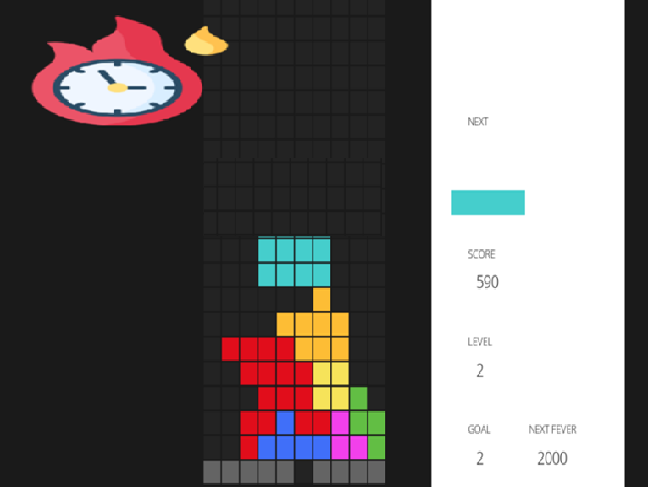 NEXT
SCORE
590
LEVEL
2
GOAL NEXT FEVER
2 2000